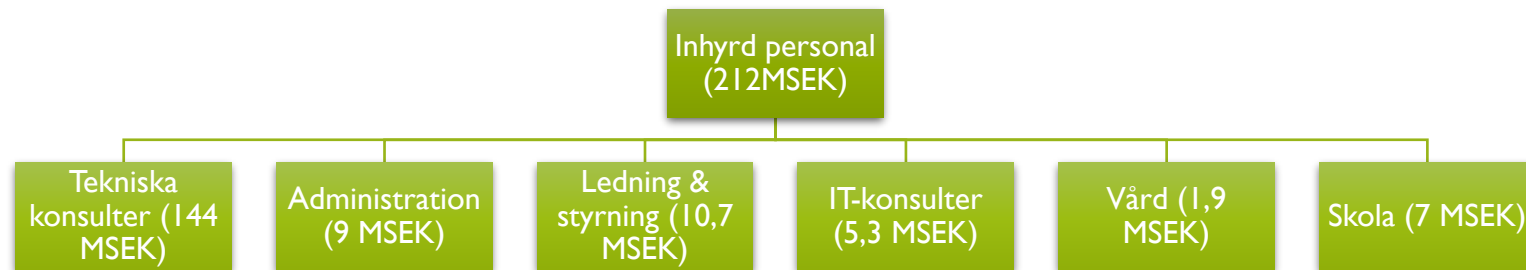 Inhyrd personal
(212MSEK)
Tekniska
konsulter (144
MSEK)
Administration
(9 MSEK)
Ledning &
styrning (10,7
MSEK)
IT-konsulter
(5,3 MSEK)
Vård (1,9
MSEK)
Skola (7 MSEK)